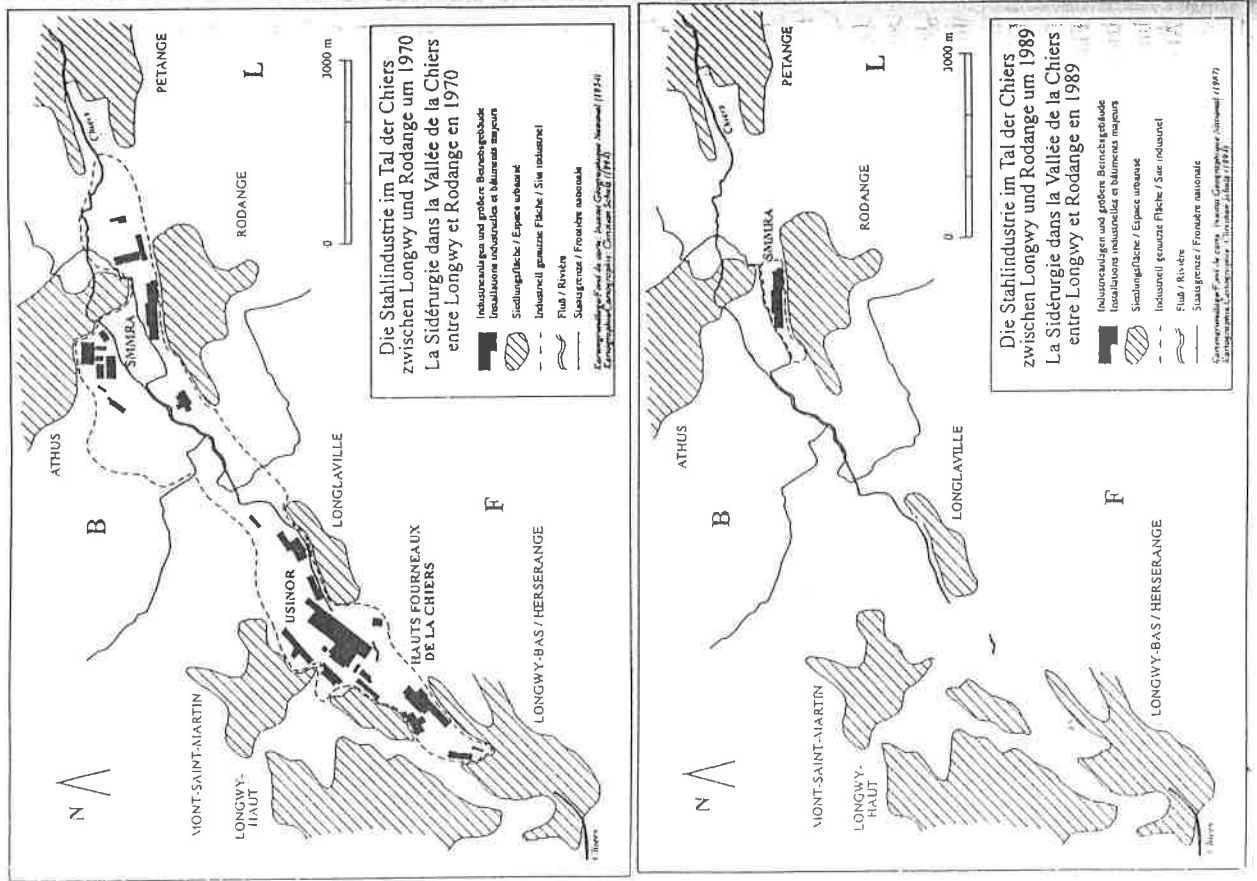 N
B
L
F
ATHUS
PETANGE
Chiers
RODANGE
SMMRA
LONGLAVILLE
USINOR
HAUTS FOURNEAUX
DE LA CHIERS
MONT-SAINT-MARTIN
LONGWY-
HAUT
LONGWY-BAS / HERSERANGE
Chiers
0
1000 m
Die Stahlindustrie im Tal der Chiers
zwischen Longwy und Rodange um 1970
La Sidérurgie dans la Vallée de la Chiers
entre Longwy et Rodange en 1970
Industrieanlagen und größere Betriebsgebäude
Installations industrielles et bâtiments majeurs
Siedlungsfläche / Espace urbanisé
Industriell genutzte Fläche / Site industriel
Fluß / Rivière
Staatsgrenze / Frontière nationale
N
B
L
F
ATHUS
PETANGE
Chiers
RODANGE
SMMRA
LONGLAVILLE
MONT-SAINT-MARTIN
LONGWY-
HAUT
LONGWY-BAS / HERSERANGE
Chiers
0
1000 m
Die Stahlindustrie im Tal der Chiers
zwischen Longwy und Rodange um 1989
La Sidérurgie dans la Vallée de la Chiers
entre Longwy et Rodange en 1989
Industrieanlagen und größere Betriebsgebäude
Installations industrielles et bâtiments majeurs
Siedlungsfläche / Espace urbanisé
Industriell genutzte Fläche / Site industriel
Fluß / Rivière
Staatsgrenze / Frontière nationale